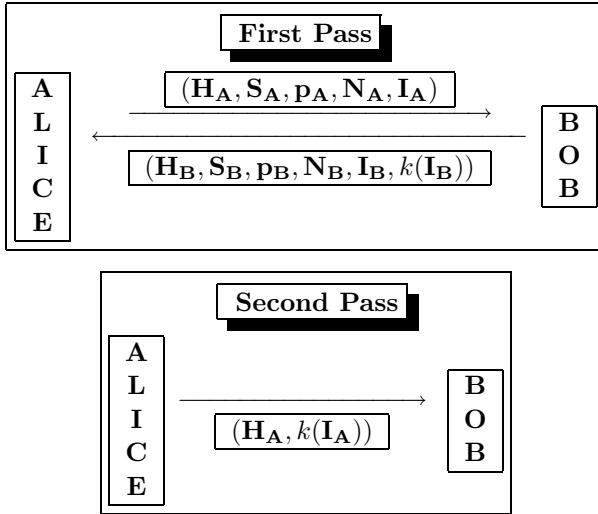 First Pass
A
L
I
C
E
(H_A, S_A, p_A, N_A, I_A)
(H_B, S_B, p_B, N_B, I_B, k(I_B))
B
O
B
Second Pass
A
L
I
C
E
(H_A, k(I_A))
B
O
B